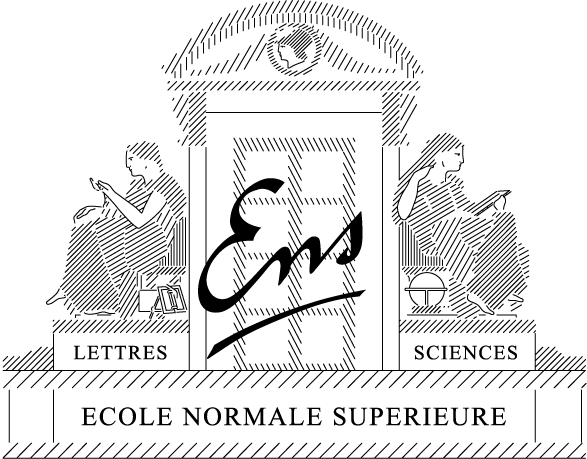 Ens
LETTRES
SCIENCES
ECOLE NORMALE SUPERIEURE